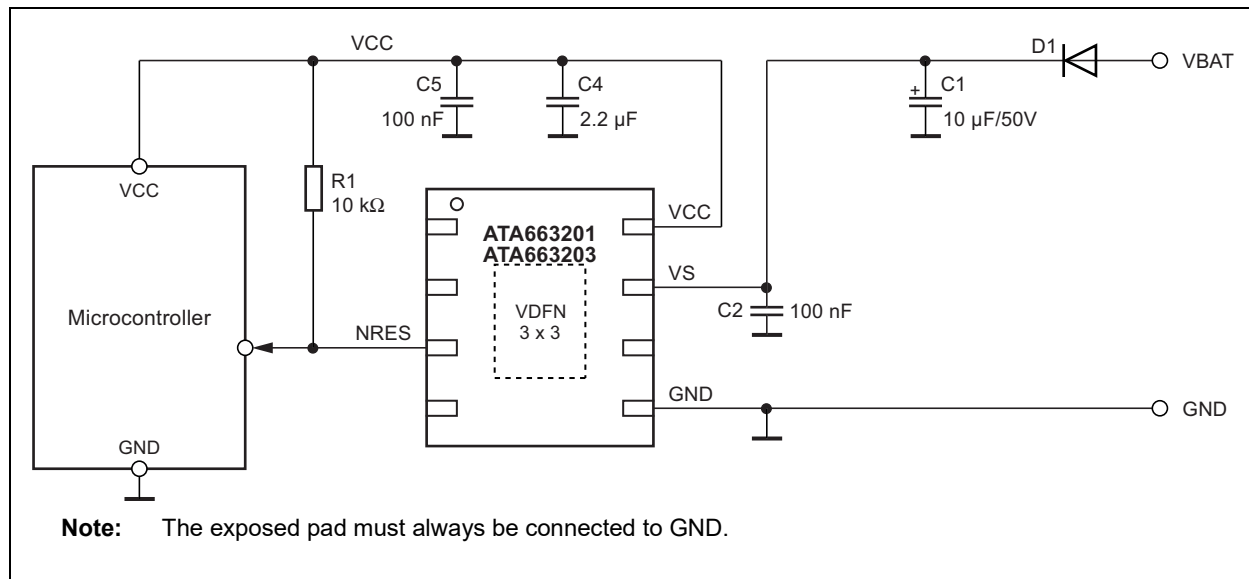 VCC
D1
VBAT
C5
100 nF
C4
2.2 µF
+
C1
10 µF/50V
VCC
R1
10 kΩ
ATA663201
ATA663203
VCC
VS
VDFN
3 x 3
C2
100 nF
Microcontroller
NRES
GND
GND
GND
Note: The exposed pad must always be connected to GND.